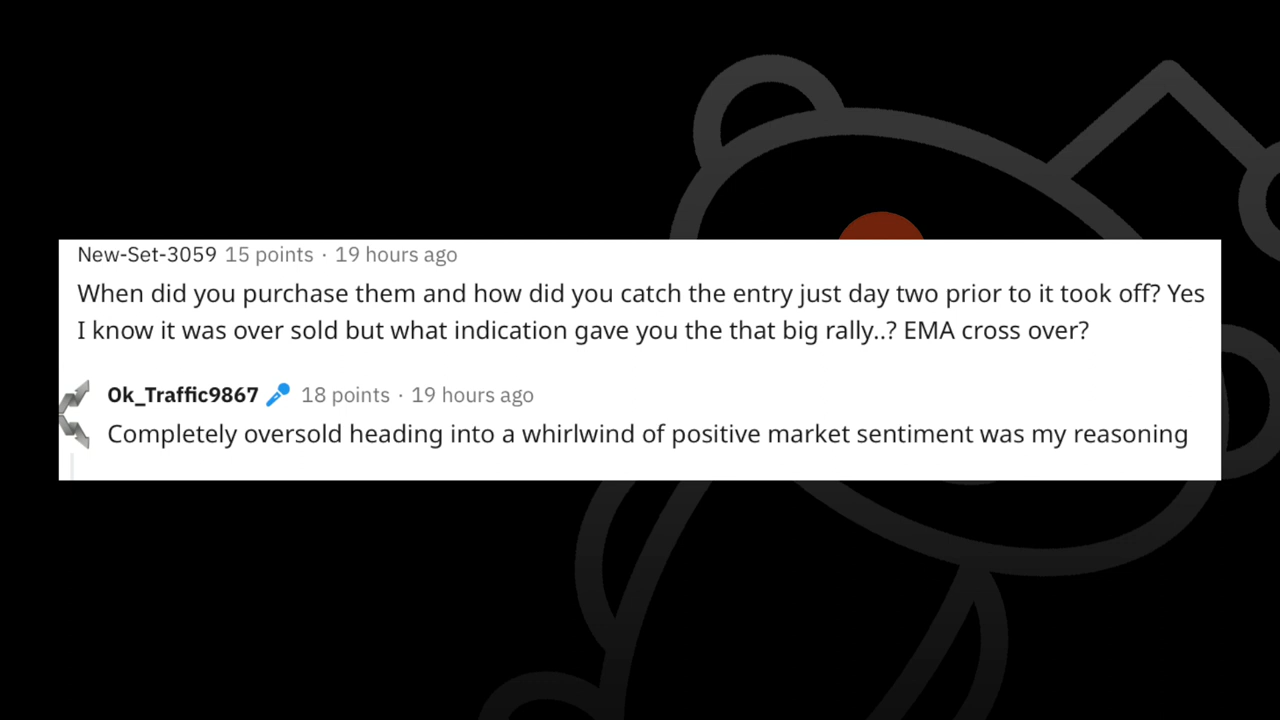 New-Set-3059 15 points · 19 hours ago
When did you purchase them and how did you catch the entry just day two prior to it took off? Yes
I know it was over sold but what indication gave you the that big rally..? EMA cross over?
Ok_Traffic9867 🎤 18 points · 19 hours ago
Completely oversold heading into a whirlwind of positive market sentiment was my reasoning